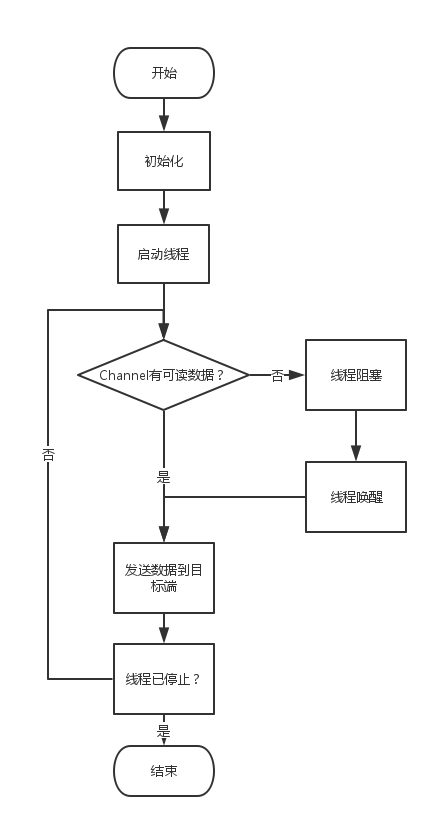 开始
初始化
启动线程
Channel有可读数据？
否
线程阻塞
否
是
线程唤醒
发送数据到目
标端
线程已停止？
是
结束